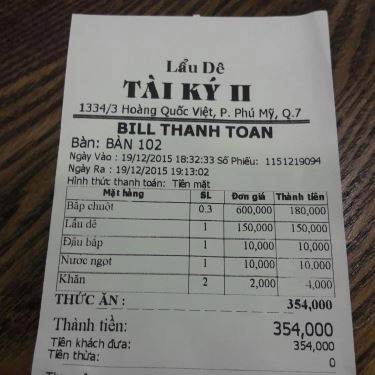 Lẩu Dê
TÀI KÝ II
1334/3 Hoàng Quốc Việt, P. Phú Mỹ, Q.7
BILL THANH TOAN
Bàn: BÀN 102
Ngày Vào : 19/12/2015 18:32:33 Số Phiếu: 1151219094
Ngày Ra : 19/12/2015 19:13:02
Hình thức thanh toán: Tiền mặt
Mặt hàng SL Đơn giá Thành tiền
Bắp chuột 0.3 600,000 180,000
Lẩu dê 1 150,000 150,000
Đậu bắp 1 10,000 10,000
Nước ngọt 1 10,000 10,000
Khăn 2 2,000 4,000
THỨC ĂN : 354,000
Thành tiền: 354,000
Tiền khách đưa: 354,000
Tiền thừa: 0